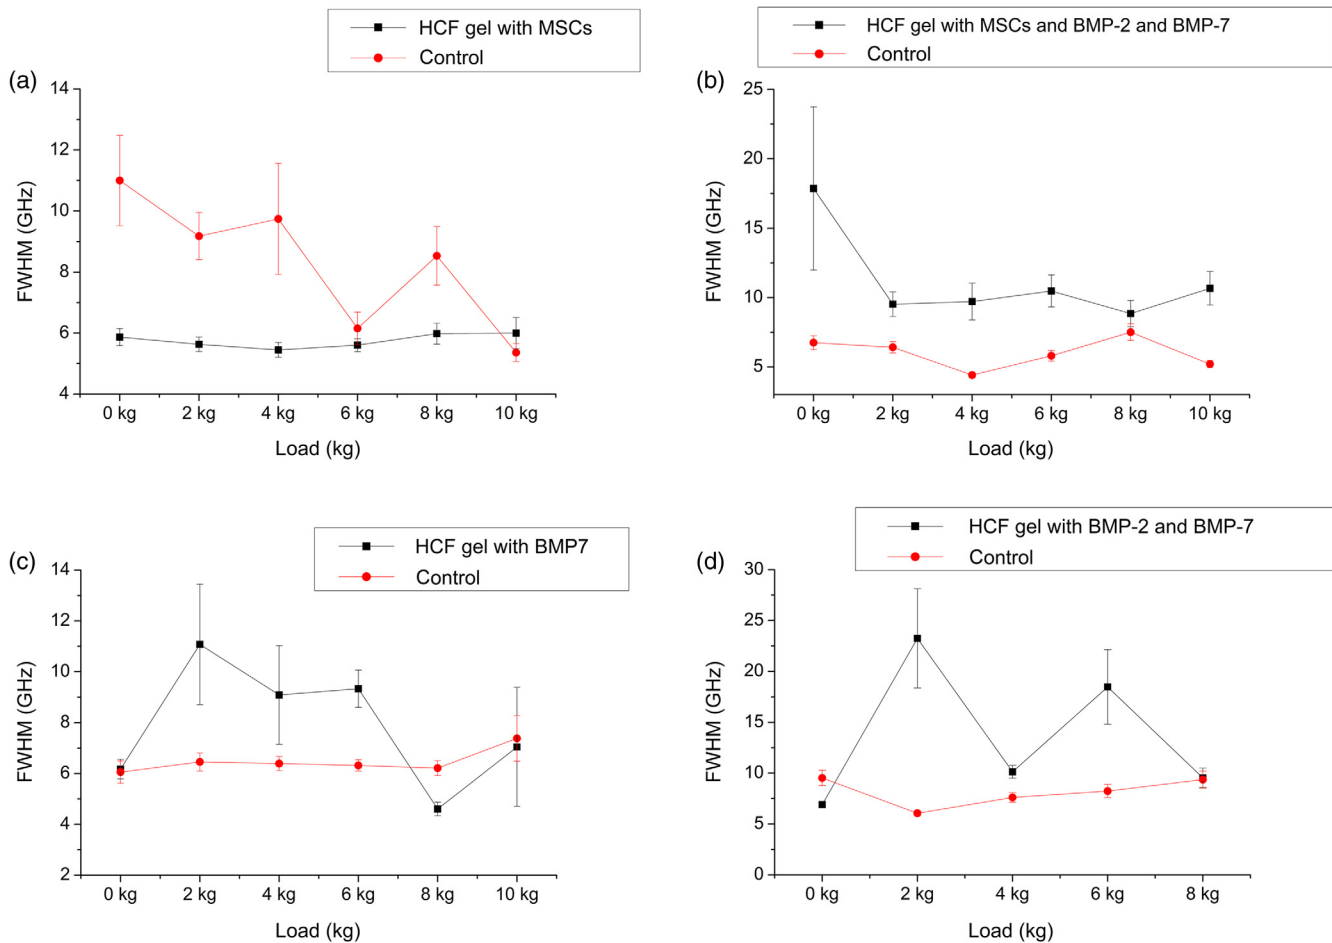 HCF gel with MSCs
Control
(a)
14
12
10
8
6
4
FWHM (GHz)
0 kg 2 kg 4 kg 6 kg 8 kg 10 kg
Load (kg)
HCF gel with MSCs and BMP-2 and BMP-7
Control
(b)
25
20
15
10
5
FWHM (GHz)
0 kg 2 kg 4 kg 6 kg 8 kg 10 kg
Load (kg)
HCF gel with BMP7
Control
(c)
14
12
10
8
6
4
2
FWHM (GHz)
0 kg 2 kg 4 kg 6 kg 8 kg 10 kg
Load (kg)
HCF gel with BMP-2 and BMP-7
Control
(d)
30
25
20
15
10
5
0
FWHM (GHz)
0 kg 2 kg 4 kg 6 kg 8 kg
Load (kg)